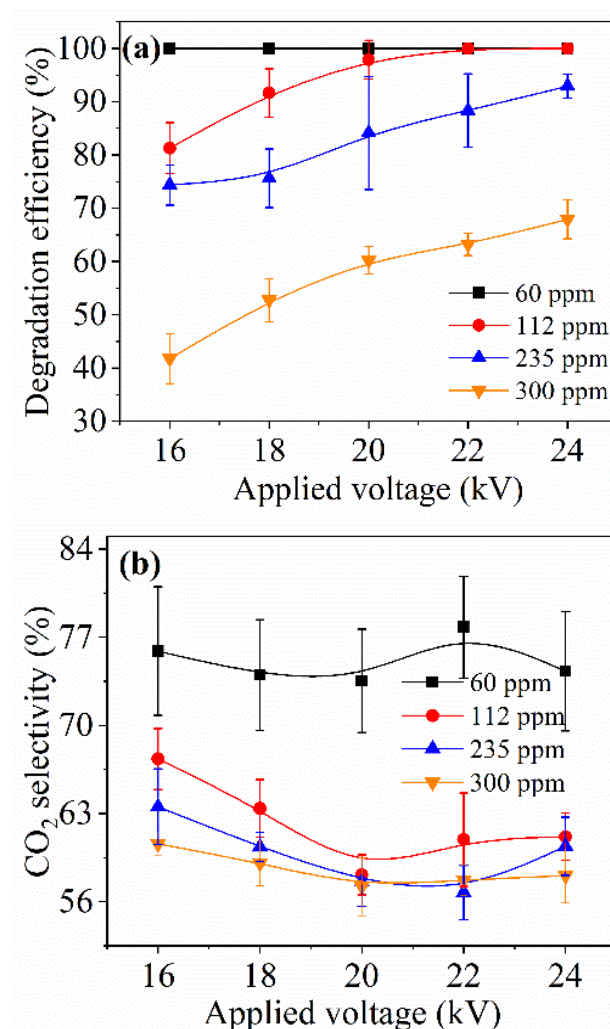 (a)
Degradation efficiency (%)
100
90
80
70
60
50
40
30
60 ppm
112 ppm
235 ppm
300 ppm
16 18 20 22 24
Applied voltage (kV)
(b)
CO₂ selectivity (%)
84
77
70
63
56
60 ppm
112 ppm
235 ppm
300 ppm
16 18 20 22 24
Applied voltage (kV)